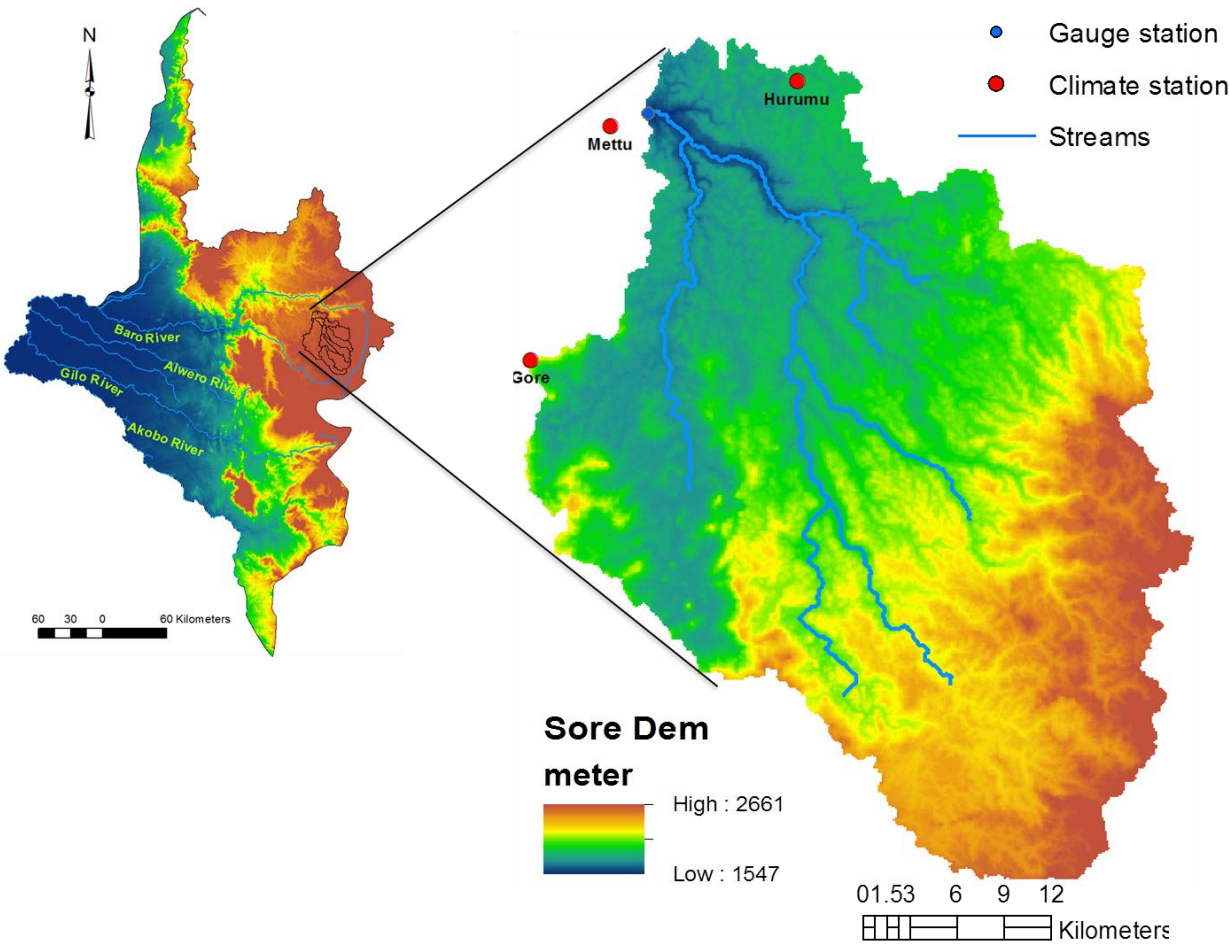 N
Gauge station
Climate station
Streams
Hurumu
Mettu
Gore
Baro River
Alwero River
Gilo River
Akobo River
60 30 0 60 Kilometers
Sore Dem
meter
High : 2661
Low : 1547
01.53 6 9 12
Kilometers